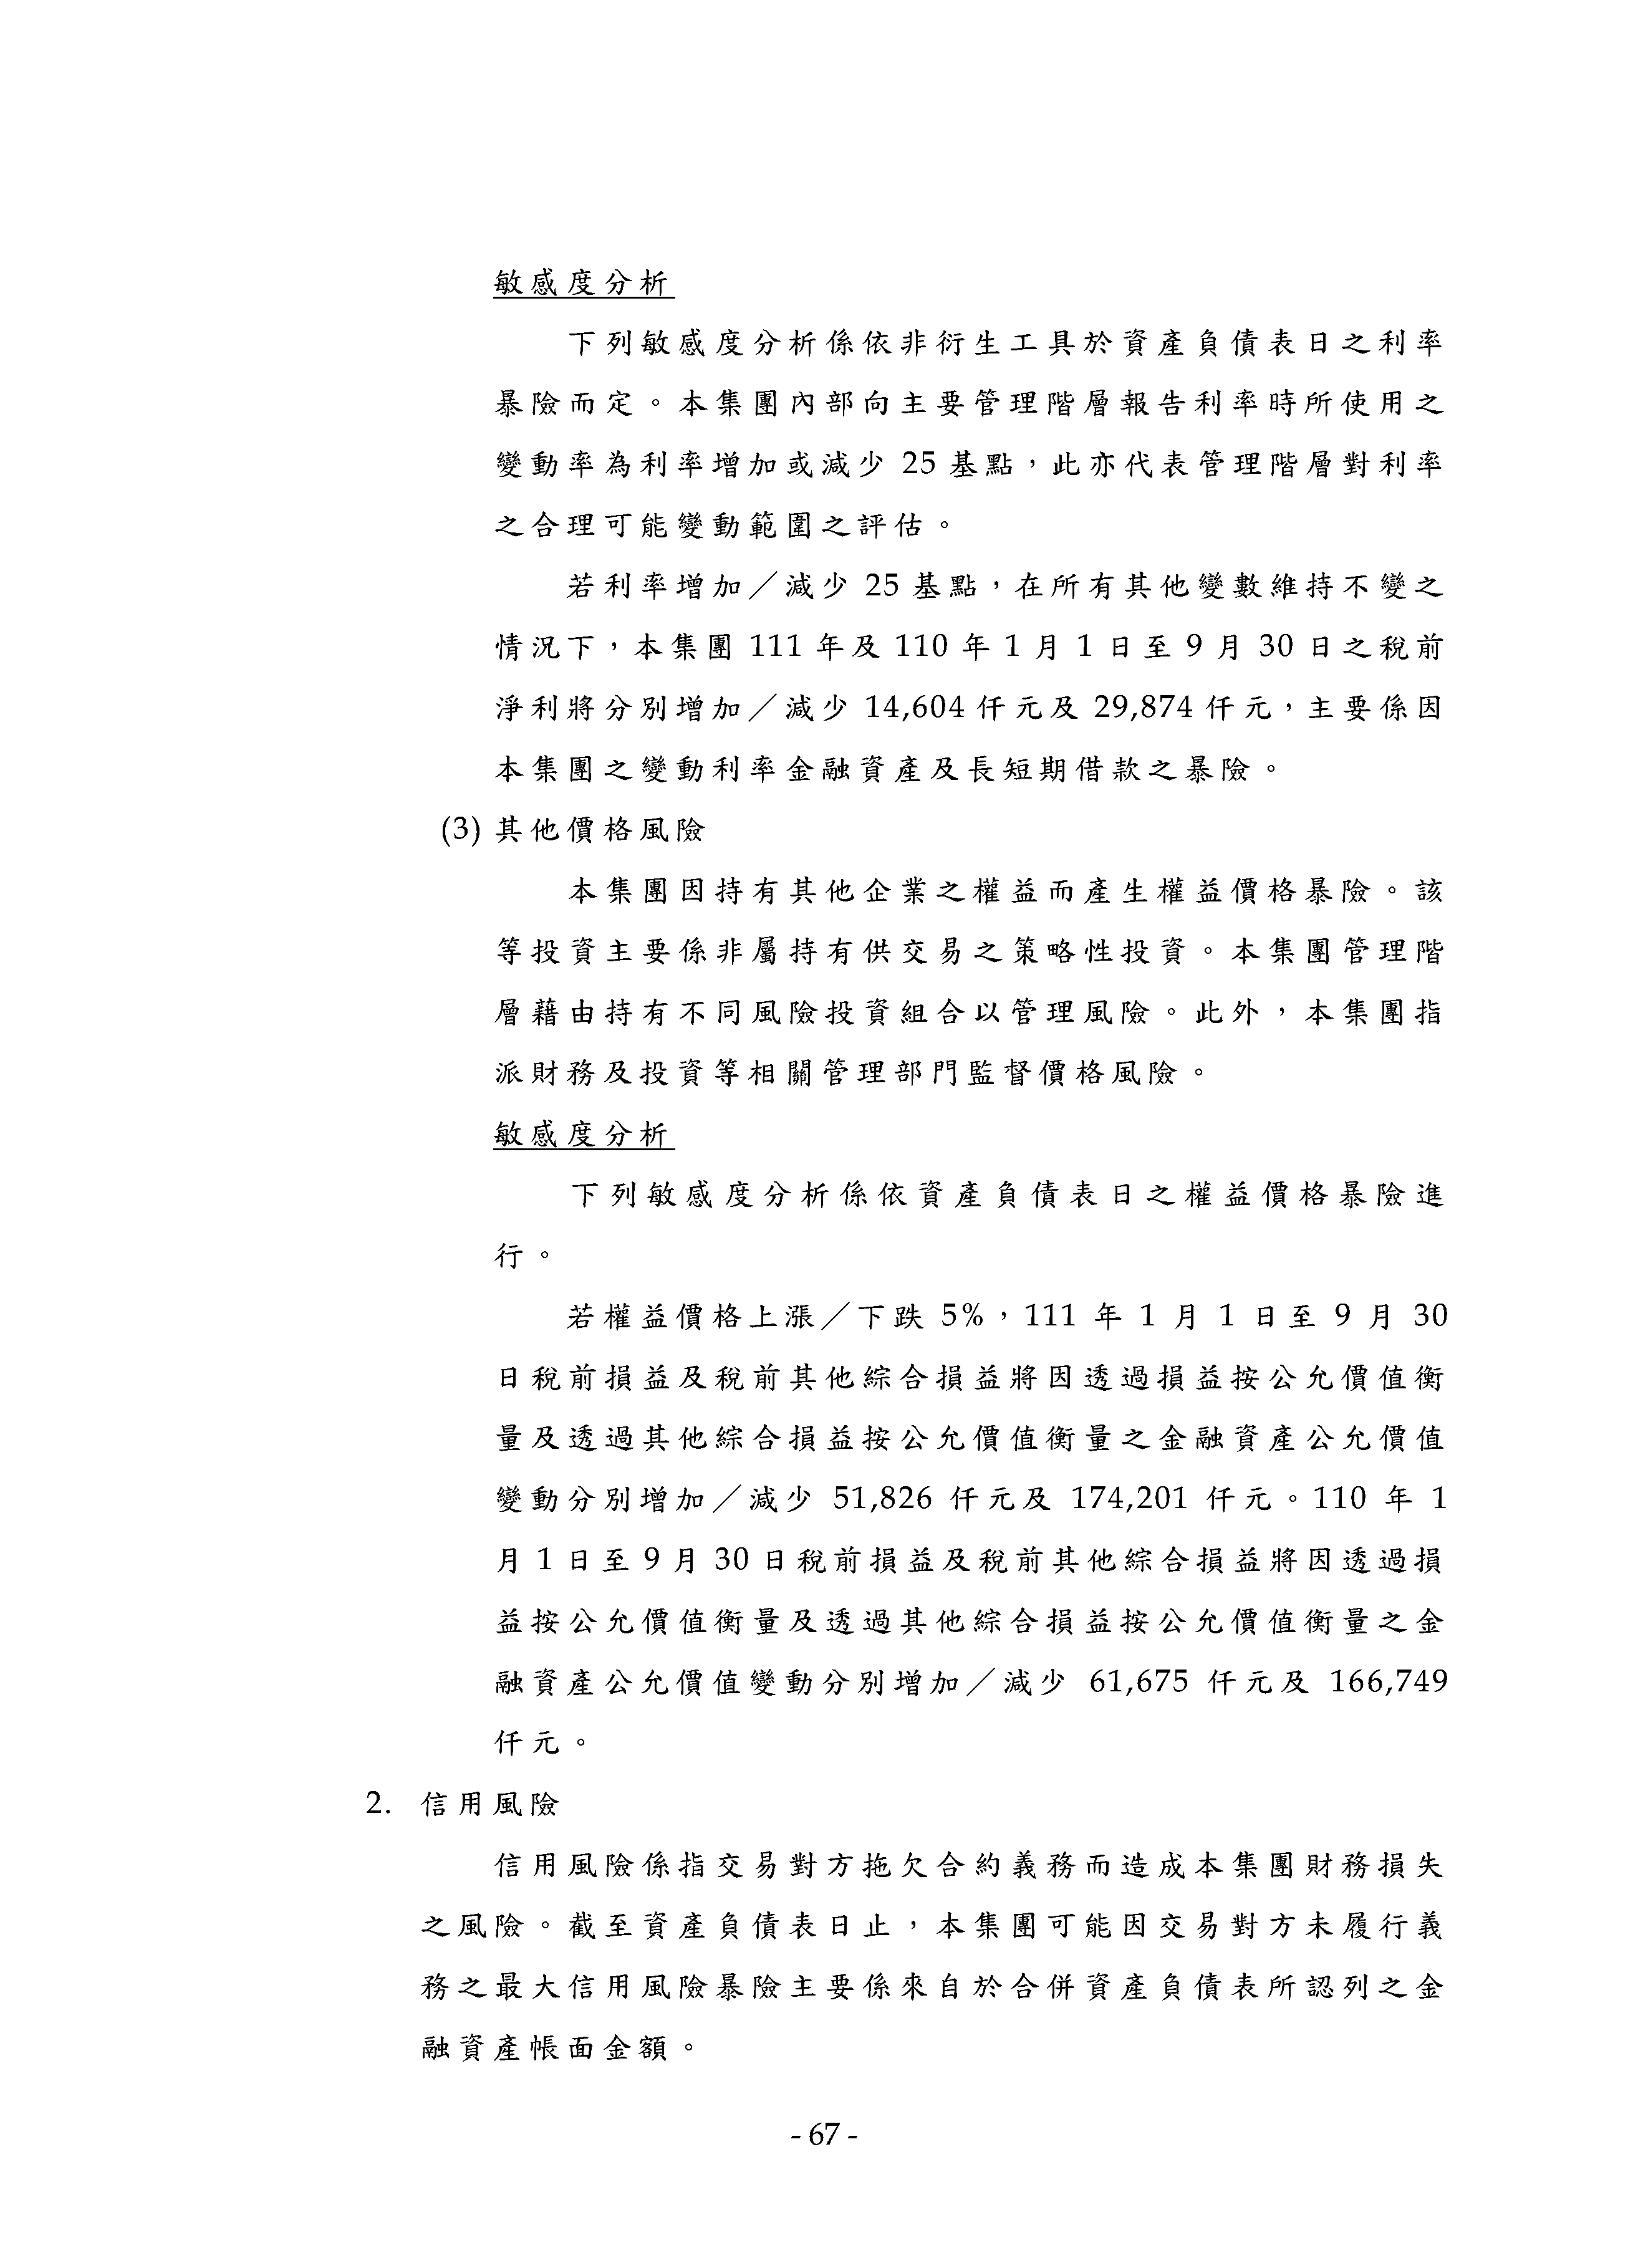 敏感度分析
下列敏感度分析係依非衍生工具於資產負債表日之利率
暴險而定。本集團內部向主要管理階層報告利率時所使用之
變動率為利率增加或減少 25 基點，此亦代表管理階層對利率
之合理可能變動範圍之評估。
若利率增加／減少 25 基點，在所有其他變數維持不變之
情況下，本集團 111 年及 110 年 1 月 1 日至 9 月 30 日之稅前
淨利將分別增加／減少 14,604 仟元及 29,874 仟元，主要係因
本集團之變動利率金融資產及長短期借款之暴險。
(3) 其他價格風險
本集團因持有其他企業之權益而產生權益價格暴險。該
等投資主要係非屬持有供交易之策略性投資。本集團管理階
層藉由持有不同風險投資組合以管理風險。此外，本集團指
派財務及投資等相關管理部門監督價格風險。
敏感度分析
下列敏感度分析係依資產負債表日之權益價格暴險進
行。
若權益價格上漲／下跌 5%，111 年 1 月 1 日至 9 月 30
日稅前損益及稅前其他綜合損益將因透過損益按公允價值衡
量及透過其他綜合損益按公允價值衡量之金融資產公允價值
變動分別增加／減少 51,826 仟元及 174,201 仟元。110 年 1
月 1 日至 9 月 30 日稅前損益及稅前其他綜合損益將因透過損
益按公允價值衡量及透過其他綜合損益按公允價值衡量之金
融資產公允價值變動分別增加／減少 61,675 仟元及 166,749
仟元。
2. 信用風險
信用風險係指交易對方拖欠合約義務而造成本集團財務損失
之風險。截至資產負債表日止，本集團可能因交易對方未履行義
務之最大信用風險暴險主要係來自於合併資產負債表所認列之金
融資產帳面金額。
- 67 -